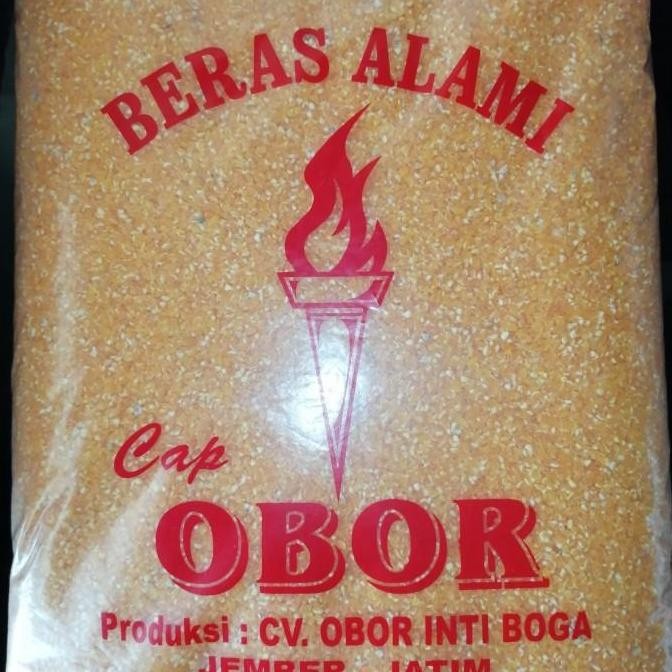 BERAS ALAMI
Cap
OBOR
Produksi : CV. OBOR INTI BOGA
JEMBER - JATIM